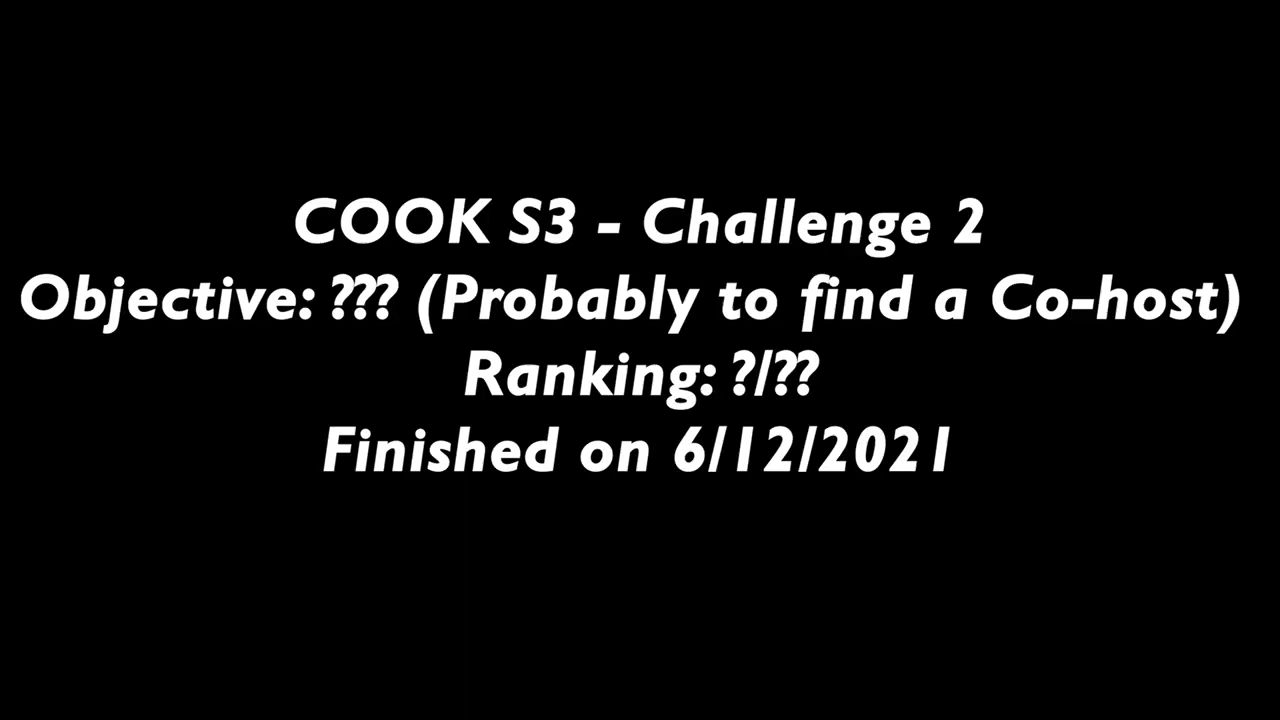 COOK S3 - Challenge 2
Objective: ??? (Probably to find a Co-host)
Ranking: ?/??
Finished on 6/12/2021